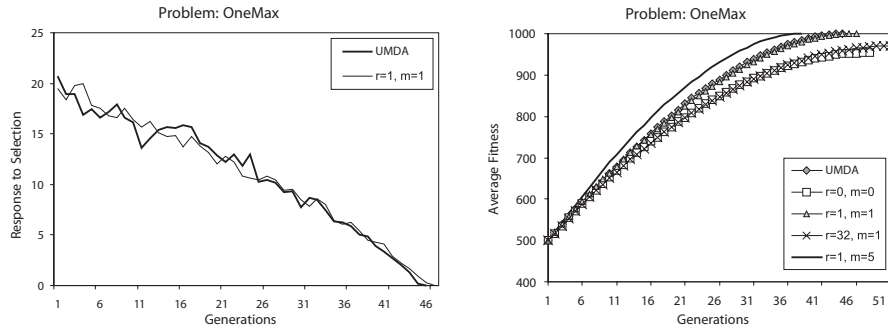 Problem: OneMax
Response to Selection
25
20
15
10
5
0
1
6
11
16
21
26
31
36
41
46
Generations
UMDA
r=1, m=1
Problem: OneMax
Average Fitness
1000
900
800
700
600
500
400
1
6
11
16
21
26
31
36
41
46
51
Generations
UMDA
r=0, m=0
r=1, m=1
r=32, m=1
r=1, m=5